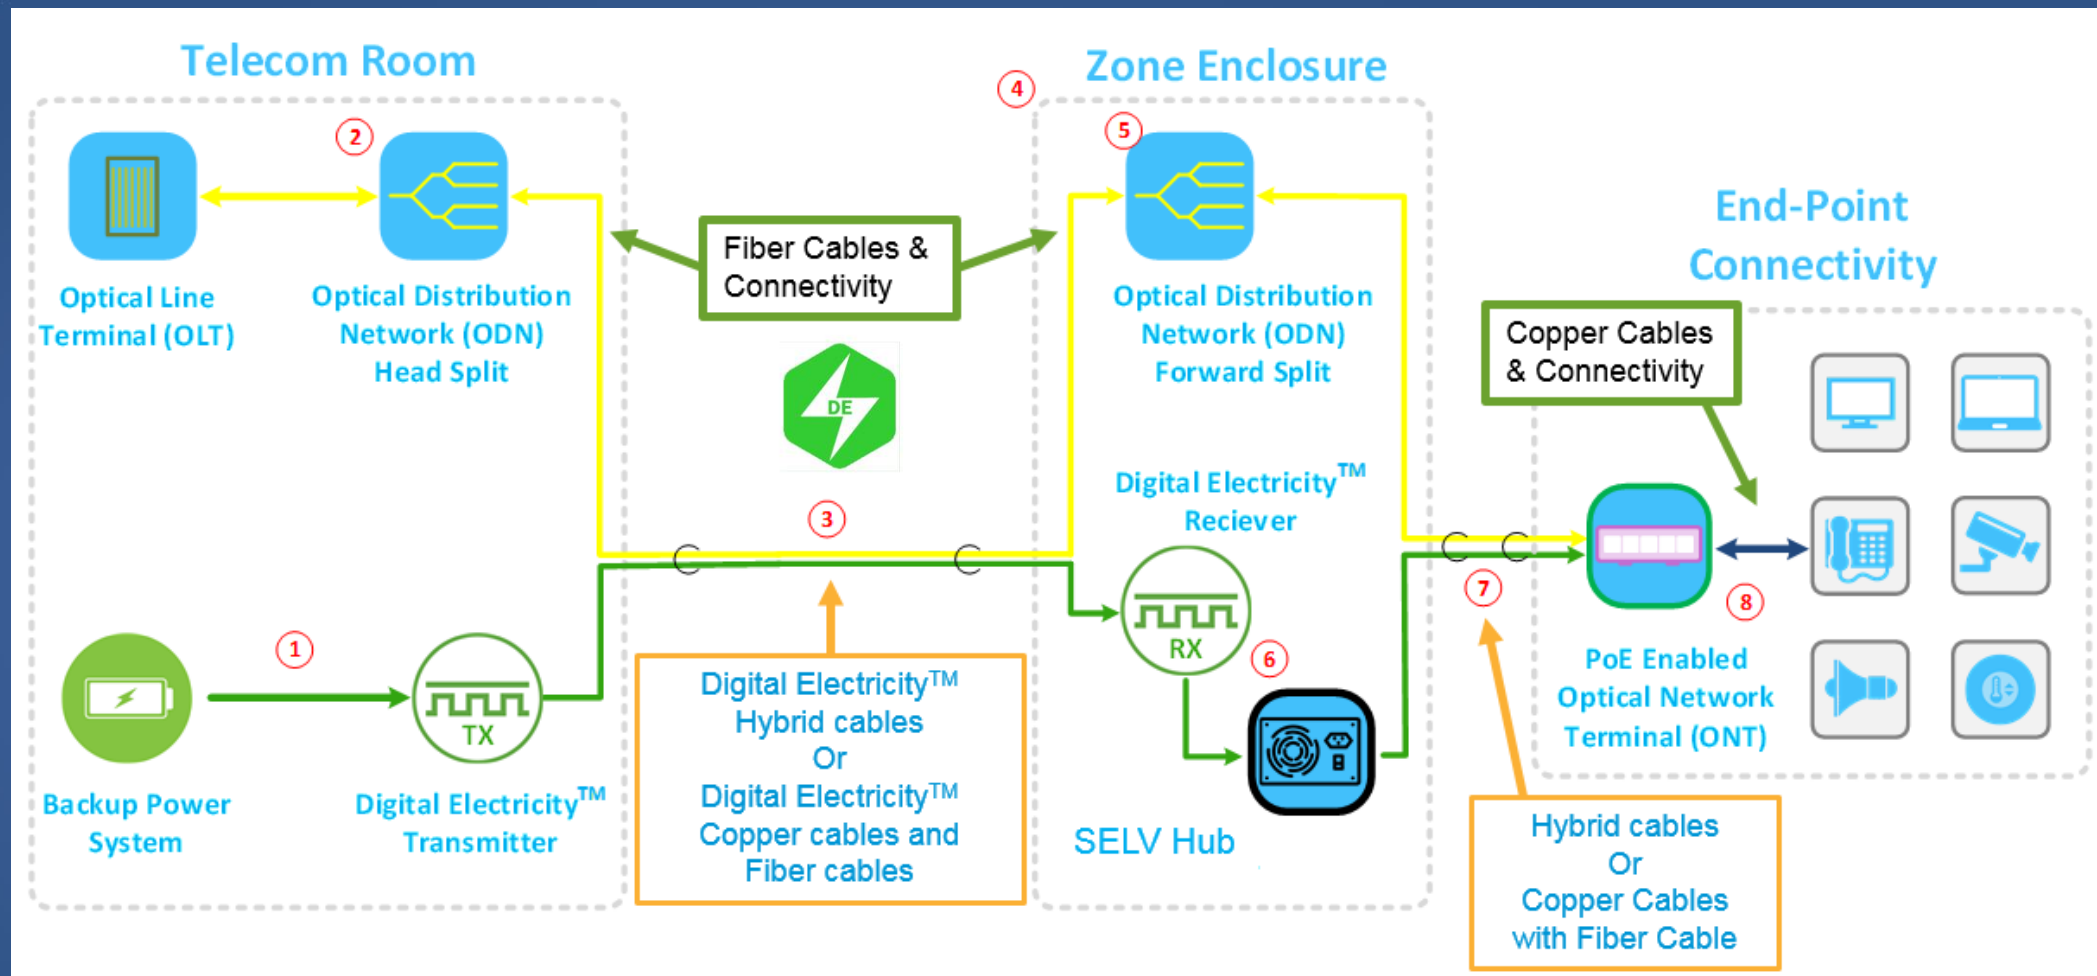 Telecom Room
Zone Enclosure
4
2
5
End-Point
Connectivity
Fiber Cables &
Connectivity
Optical Line
Terminal (OLT)
Optical Distribution
Network (ODN)
Head Split
Optical Distribution
Network (ODN)
Forward Split
Copper Cables
& Connectivity
DE
Digital Electricity™
Reciever
3
7
8
1
RX
6
TX
Digital Electricity™
Hybrid cables
Or
Digital Electricity™
Copper cables and
Fiber cables
PoE Enabled
Optical Network
Terminal (ONT)
Backup Power
System
Digital Electricity™
Transmitter
SELV Hub
Hybrid cables
Or
Copper Cables
with Fiber Cable